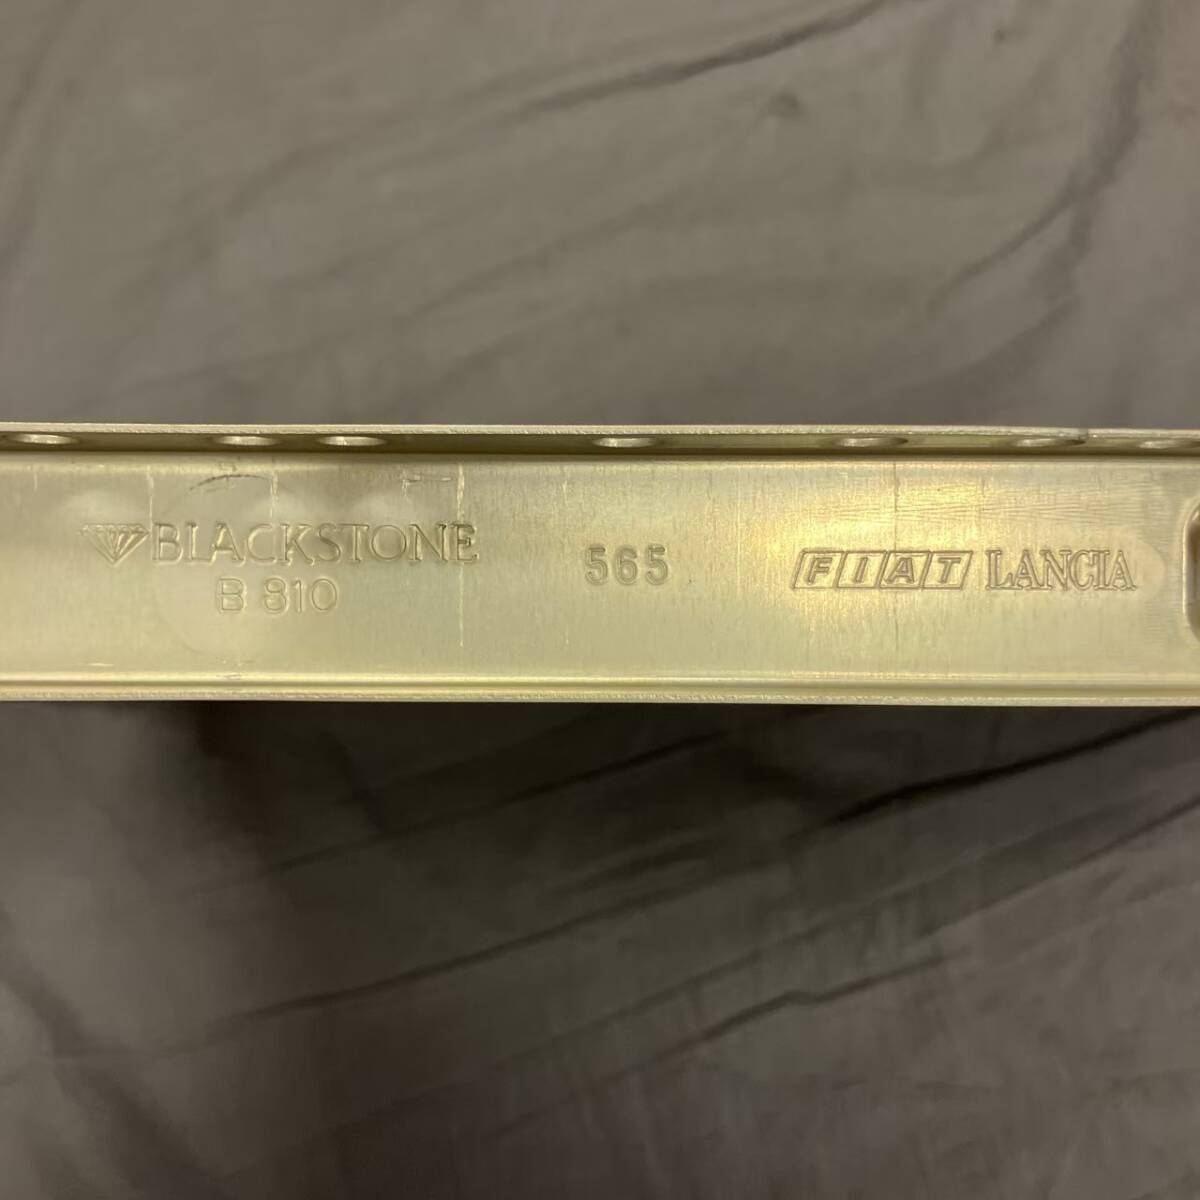 BLACKSTONE
B 810
565
FIAT LANCIA